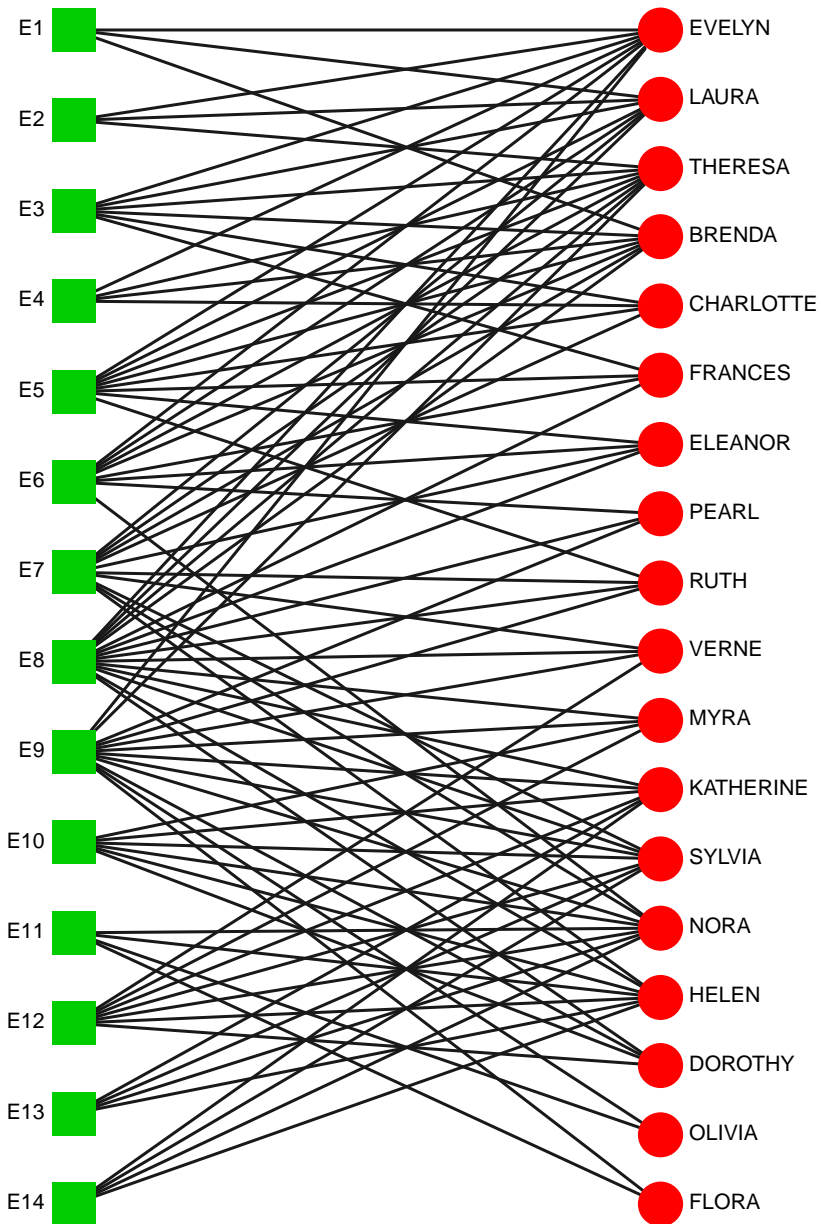 E1
E2
E3
E4
E5
E6
E7
E8
E9
E10
E11
E12
E13
E14
EVELYN
LAURA
THERESA
BRENDA
CHARLOTTE
FRANCES
ELEANOR
PEARL
RUTH
VERNE
MYRA
KATHERINE
SYLVIA
NORA
HELEN
DOROTHY
OLIVIA
FLORA